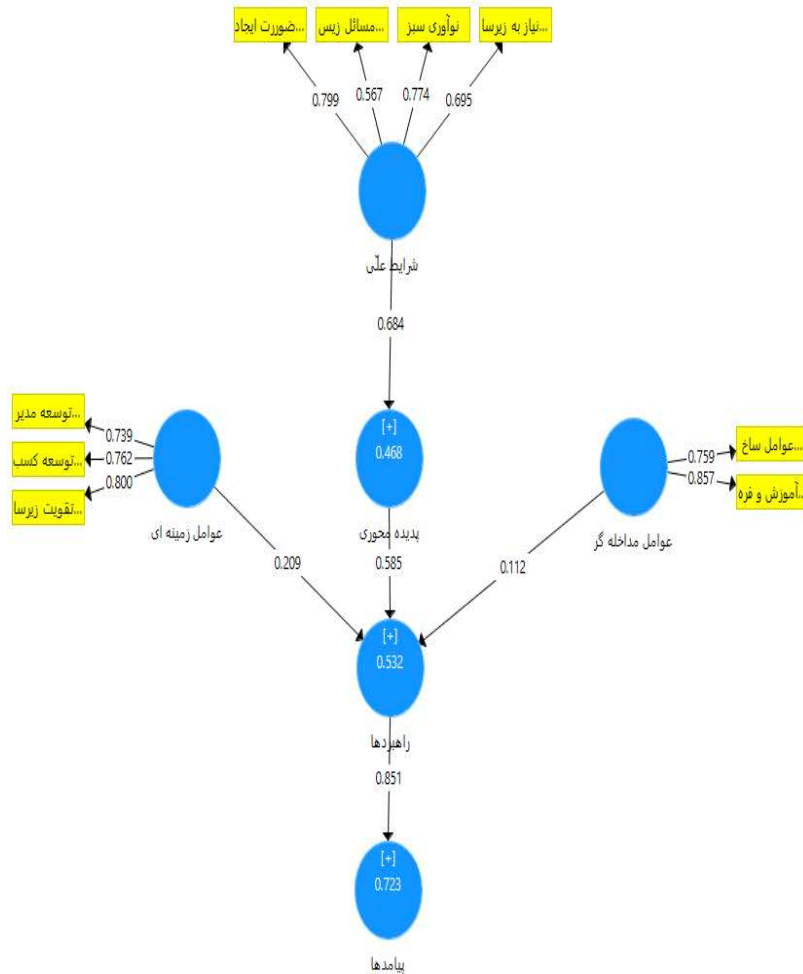 ضوررت ایجاد...
مسائل زیس...
نوآوری سبز
نیاز به زیرسا...
0.799
0.567
0.774
0.695
شرایط علّی
0.684
توسعه مدیر...
توسعه کسب...
تقویت زیرسا...
0.739
0.762
0.800
عوامل زمینه ای
[+]
0.468
پدیده محوری
عوامل ساخ...
آموزش و فره...
0.759
0.857
عوامل مداخله گر
0.209
0.585
0.112
[+]
0.532
راهبردها
0.851
[+]
0.723
پیامدها